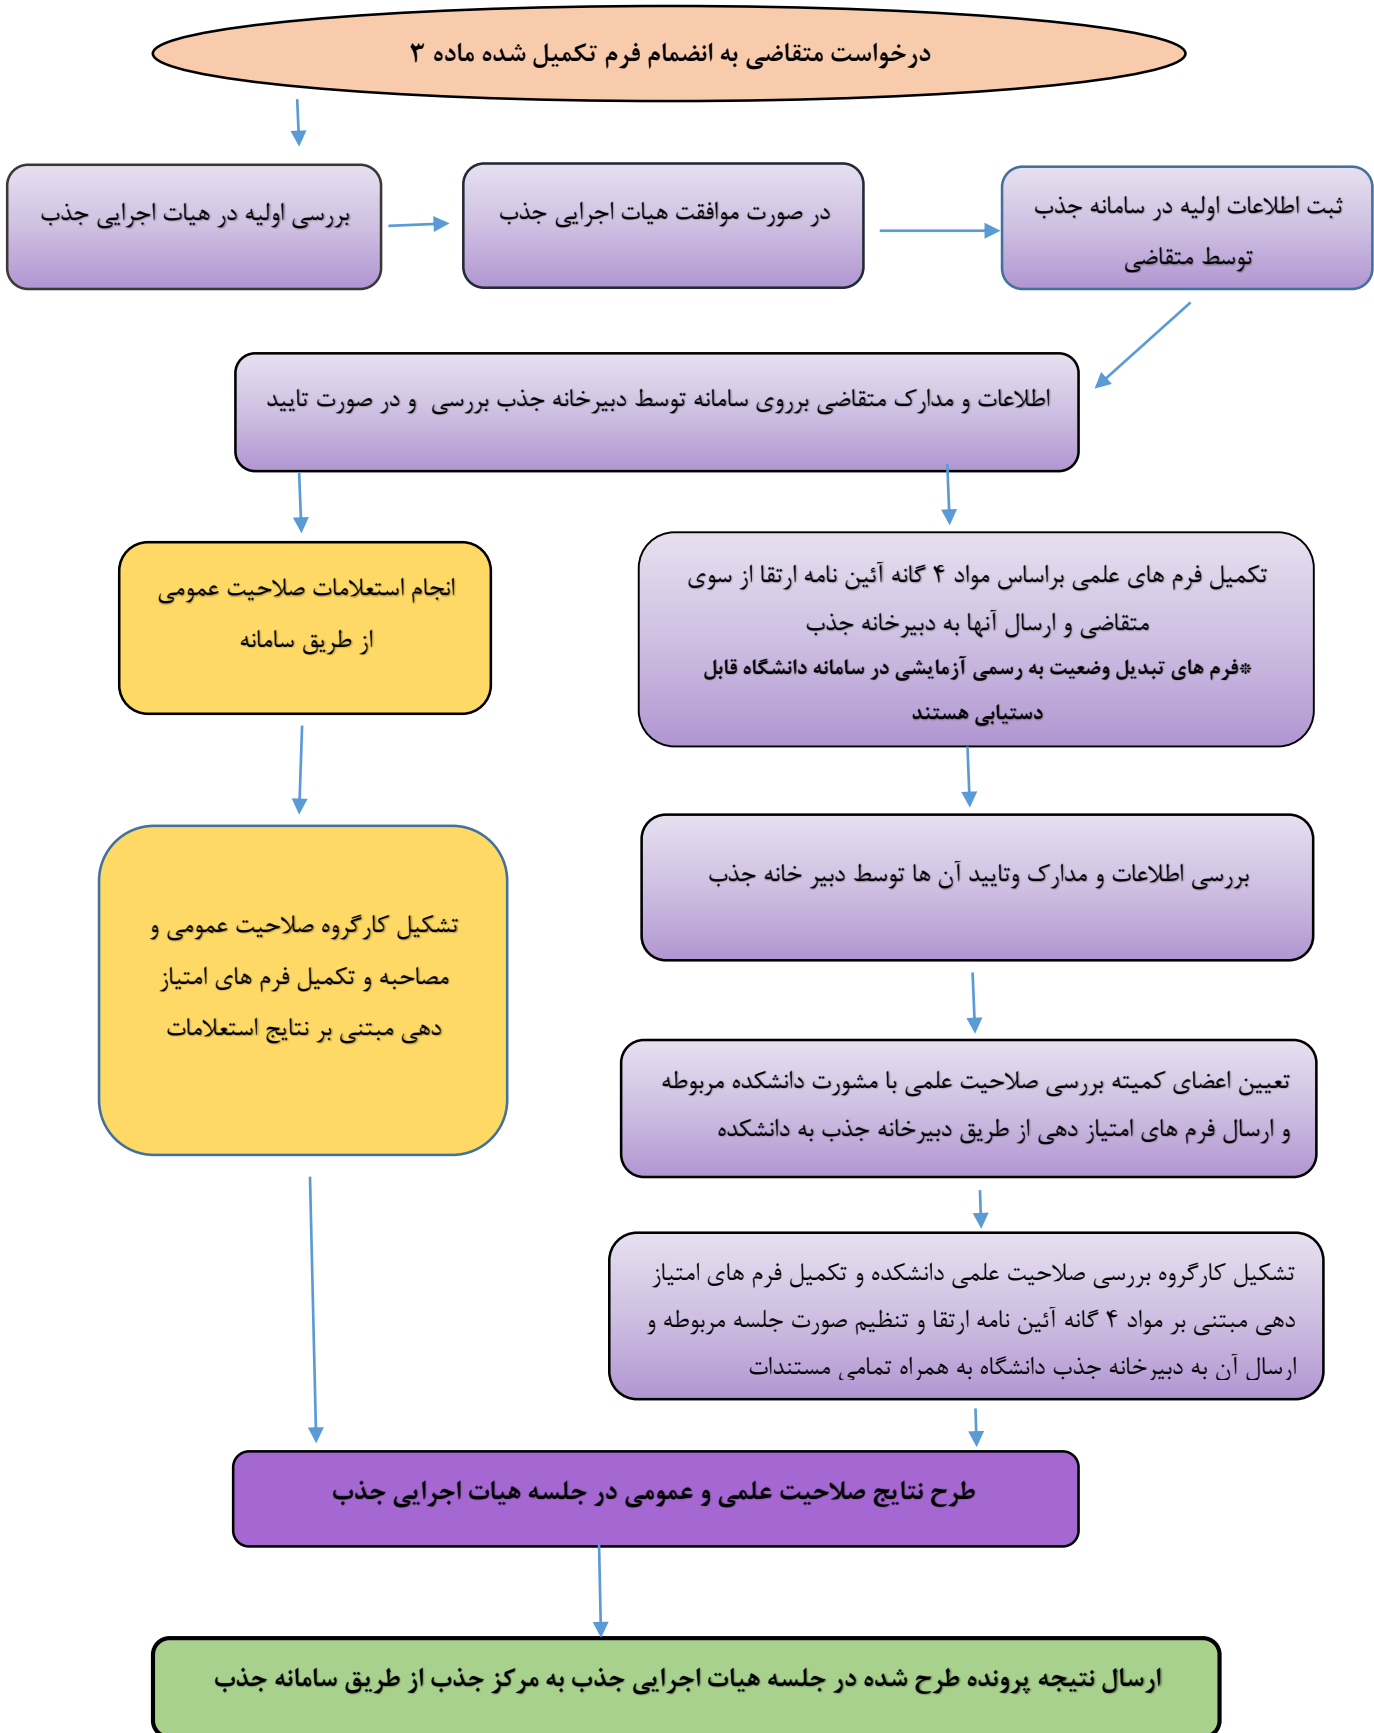 درخواست متقاضی به انضمام فرم تکمیل شده ماده ۳
بررسی اولیه در هیات اجرایی جذب
در صورت موافقت هیات اجرایی جذب
ثبت اطلاعات اولیه در سامانه جذب
توسط متقاضی
اطلاعات و مدارک متقاضی برروی سامانه توسط دبیرخانه جذب بررسی و در صورت تایید
تکمیل فرم های علمی براساس مواد ۴ گانه آئین نامه ارتقا از سوی
متقاضی و ارسال آنها به دبیرخانه جذب
*فرم های تبدیل وضعیت به رسمی آزمایشی در سامانه دانشگاه قابل
دستیابی هستند
انجام استعلامات صلاحیت عمومی
از طریق سامانه
بررسی اطلاعات و مدارک وتایید آن ها توسط دبیر خانه جذب
تشکیل کارگروه صلاحیت عمومی و
مصاحبه و تکمیل فرم های امتیاز
دهی مبتنی بر نتایج استعلامات
تعیین اعضای کمیته بررسی صلاحیت علمی با مشورت دانشکده مربوطه
و ارسال فرم های امتیاز دهی از طریق دبیرخانه جذب به دانشکده
تشکیل کارگروه بررسی صلاحیت علمی دانشکده و تکمیل فرم های امتیاز
دهی مبتنی بر مواد ۴ گانه آئین نامه ارتقا و تنظیم صورت جلسه مربوطه و
ارسال آن به دبیرخانه جذب دانشگاه به همراه تمامی مستندات
طرح نتایج صلاحیت علمی و عمومی در جلسه هیات اجرایی جذب
ارسال نتیجه پرونده طرح شده در جلسه هیات اجرایی جذب به مرکز جذب از طریق سامانه جذب